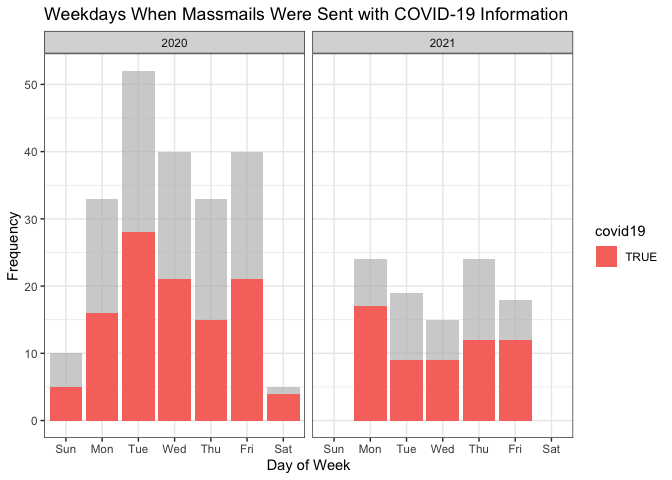 Weekdays When Massmails Were Sent with COVID-19 Information
2020
2021
50
40
30
20
10
0
Frequency
Sun Mon Tue Wed Thu Fri Sat
Sun Mon Tue Wed Thu Fri Sat
Day of Week
covid19
TRUE